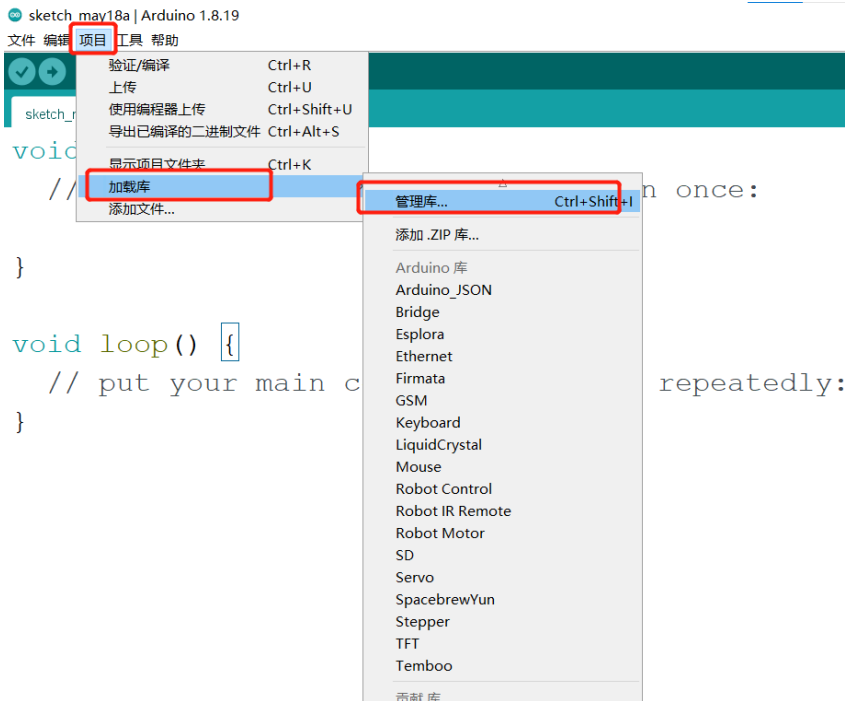 sketch_may18a | Arduino 1.8.19
文件 编辑 项目 工具 帮助
验证/编译 Ctrl+R
上传 Ctrl+U
使用编程器上传 Ctrl+Shift+U
导出已编译的二进制文件 Ctrl+Alt+S
显示项目文件夹 Ctrl+K
加载库
添加文件...
管理库... Ctrl+Shift+I
添加 .ZIP 库...
Arduino 库
Arduino_JSON
Bridge
Esplora
Ethernet
Firmata
GSM
Keyboard
LiquidCrystal
Mouse
Robot Control
Robot IR Remote
Robot Motor
SD
Servo
SpacebrewYun
Stepper
TFT
Temboo
贡献 库
sketch_
void
// n once:
}
void loop() {
// put your main c repeatedly:
}